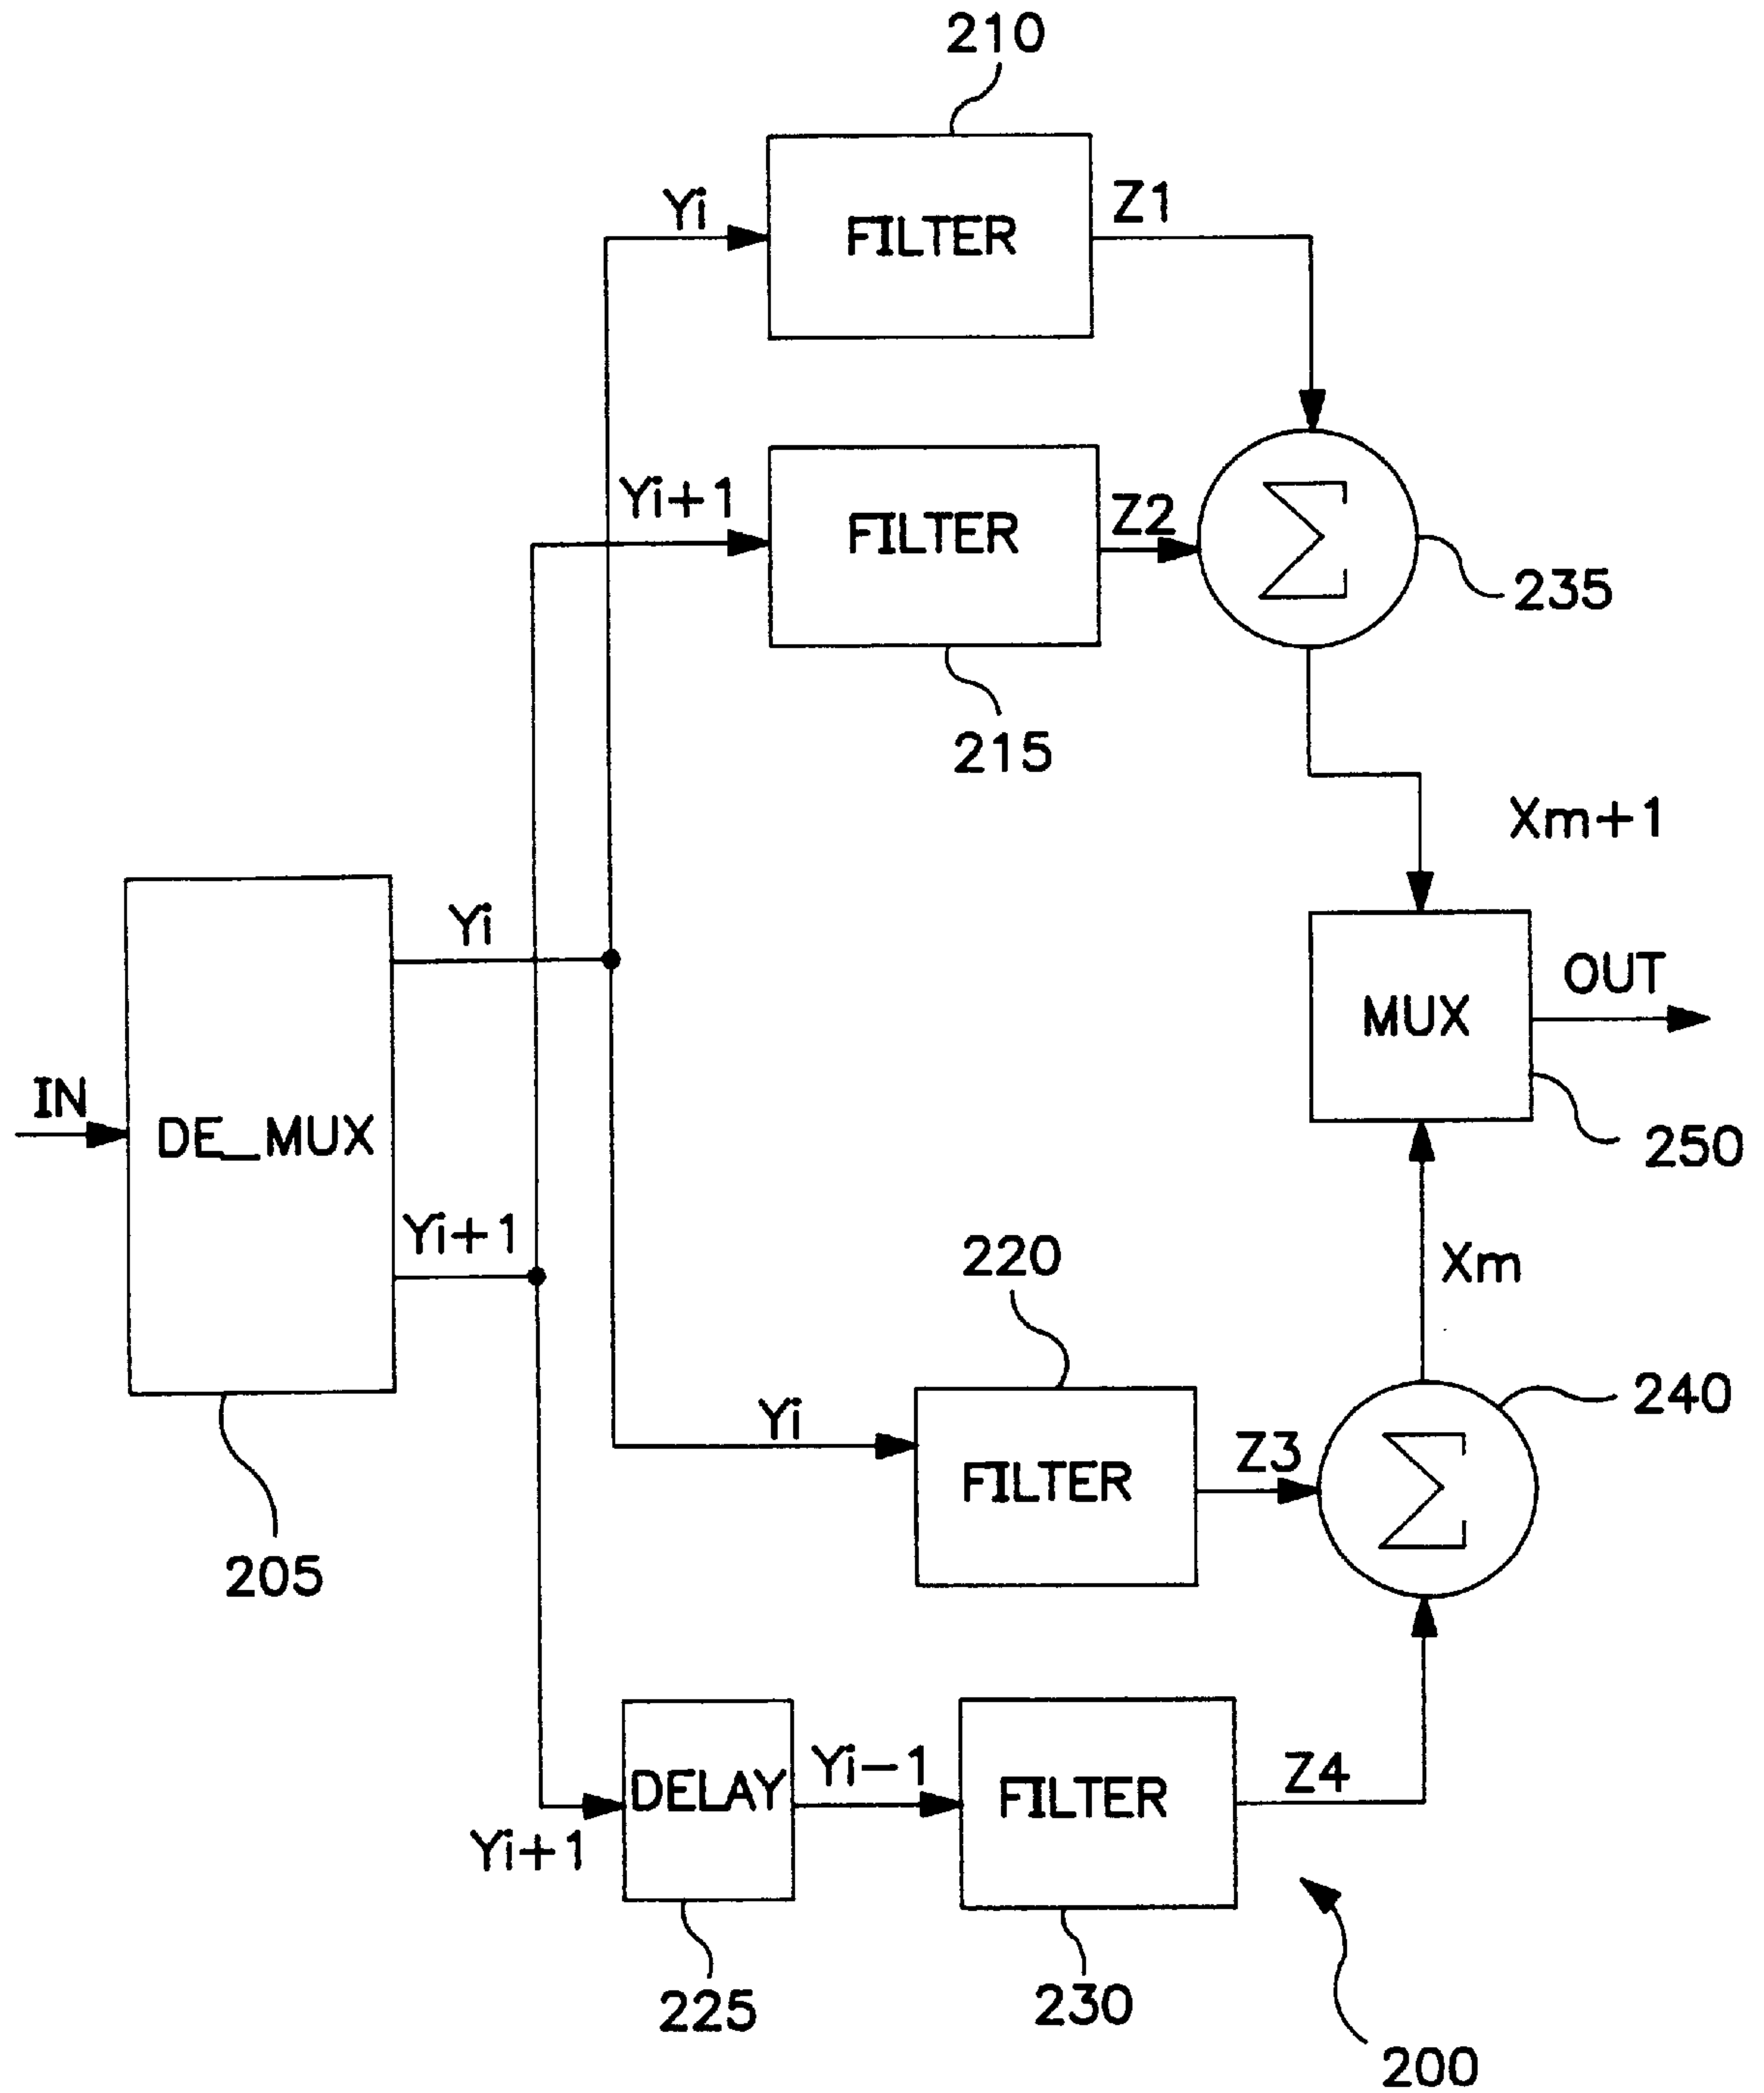 210
Yi
FILTER
Z1
Yi+1
FILTER
Z2
235
215
Xm+1
Yi
MUX
OUT
IN
DE_MUX
250
Yi+1
220
Xm
240
Yi
FILTER
Z3
205
DELAY
Yi-1
FILTER
Z4
Yi+1
225
230
200